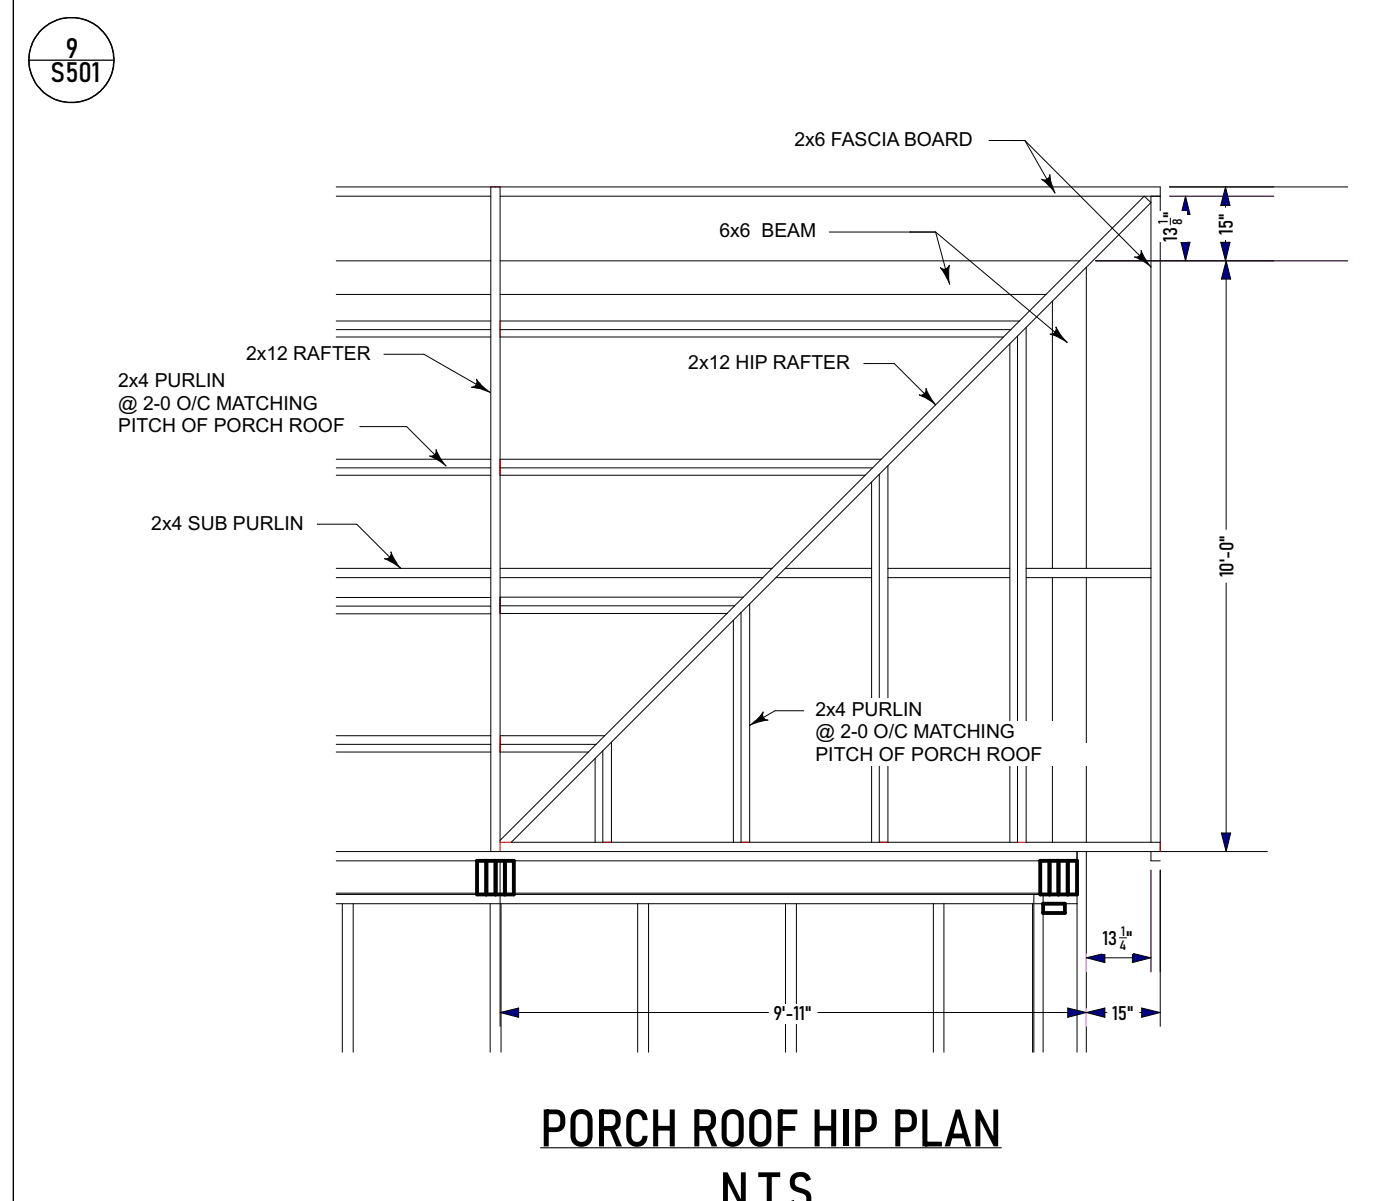 9
S501
2x6 FASCIA BOARD
6x6 BEAM
13 1/8"
15"
2x12 RAFTER
2x12 HIP RAFTER
2x4 PURLIN
@ 2-0 O/C MATCHING
PITCH OF PORCH ROOF
2x4 SUB PURLIN
10'-0"
2x4 PURLIN
@ 2-0 O/C MATCHING
PITCH OF PORCH ROOF
13 1/4"
9'-11"
15"
PORCH ROOF HIP PLAN
N.T.S